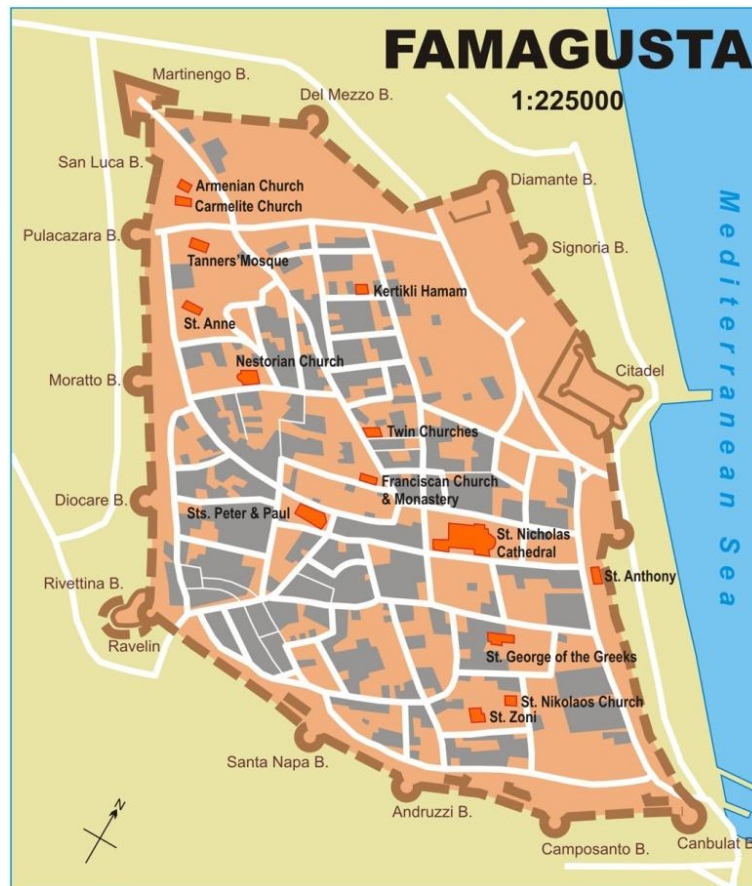 FAMAGUSTA
1:225000
Martinengo B.
Del Mezzo B.
San Luca B.
Armenian Church
Carmelite Church
Diamante B.
Pulacazara B.
Signoria B.
Tanners'Mosque
Kertikli Hamam
St. Anne
Nestorian Church
Citadel
Moratto B.
Mediterranean Sea
Twin Churches
Franciscan Church
& Monastery
Diocare B.
Sts. Peter & Paul
St. Nicholas
Cathedral
St. Anthony
Rivettina B.
Ravelin
St. George of the Greeks
St. Nikolaos Church
St. Zoni
Santa Napa B.
Andruzzi B.
Camposanto B.
Canbulat B
N